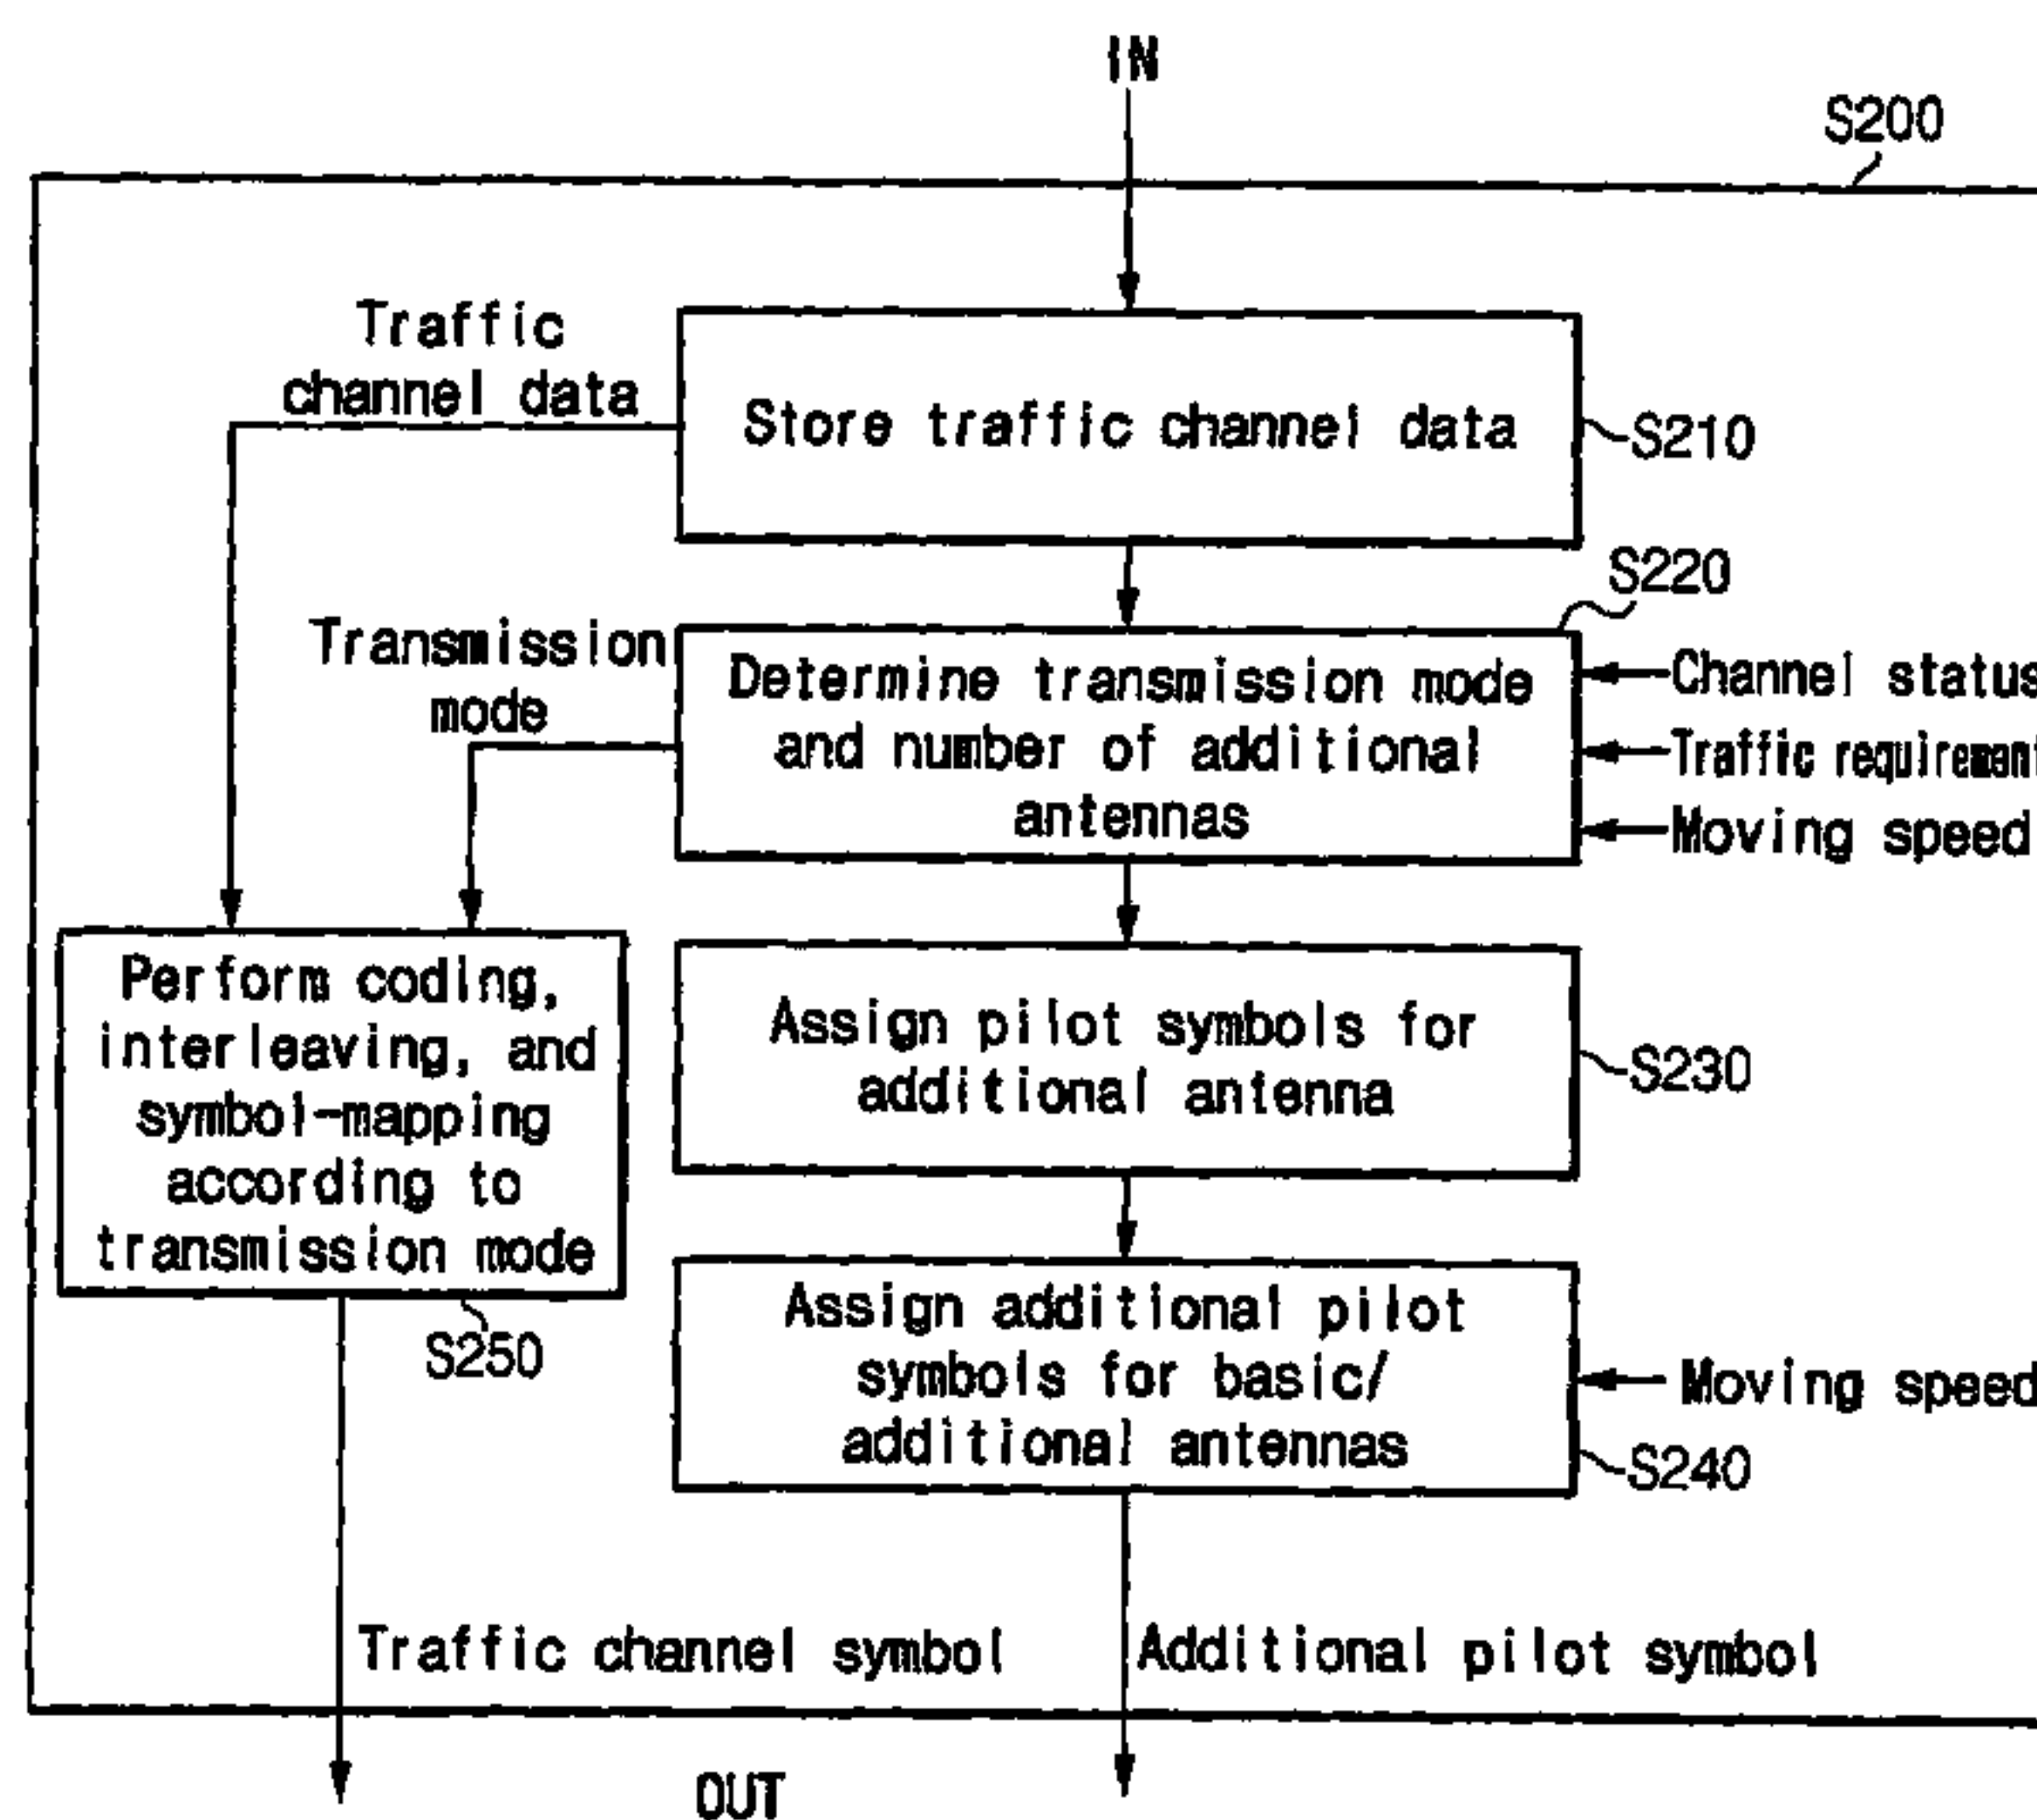 IN
S200
Traffic
channel data
Store traffic channel data
S210
S220
Transmission
mode
Determine transmission mode
and number of additional
antennas
Channel status
Traffic requirement
Moving speed
Perform coding,
interleaving, and
symbol-mapping
according to
transmission mode
S250
Assign pilot symbols for
additional antenna
S230
Assign additional pilot
symbols for basic/
additional antennas
Moving speed
S240
Traffic channel symbol
Additional pilot symbol
OUT